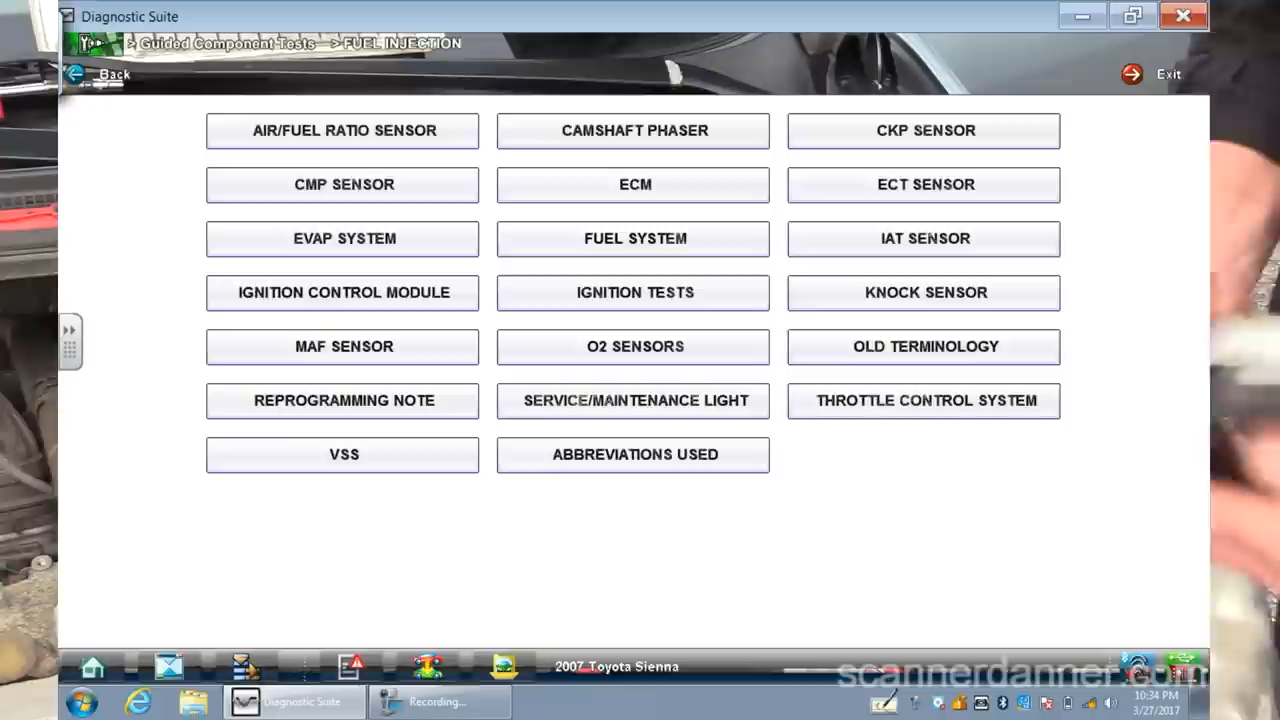 Diagnostic Suite
> Guided Component Tests > FUEL INJECTION
Back
Exit
AIR/FUEL RATIO SENSOR
CAMSHAFT PHASER
CKP SENSOR
CMP SENSOR
ECM
ECT SENSOR
EVAP SYSTEM
FUEL SYSTEM
IAT SENSOR
IGNITION CONTROL MODULE
IGNITION TESTS
KNOCK SENSOR
MAF SENSOR
O2 SENSORS
OLD TERMINOLOGY
REPROGRAMMING NOTE
SERVICE/MAINTENANCE LIGHT
THROTTLE CONTROL SYSTEM
VSS
ABBREVIATIONS USED
2007 Toyota Sienna
scannerdanner.com
Diagnostic Suite
Recording...
10:34 PM
3/27/2017